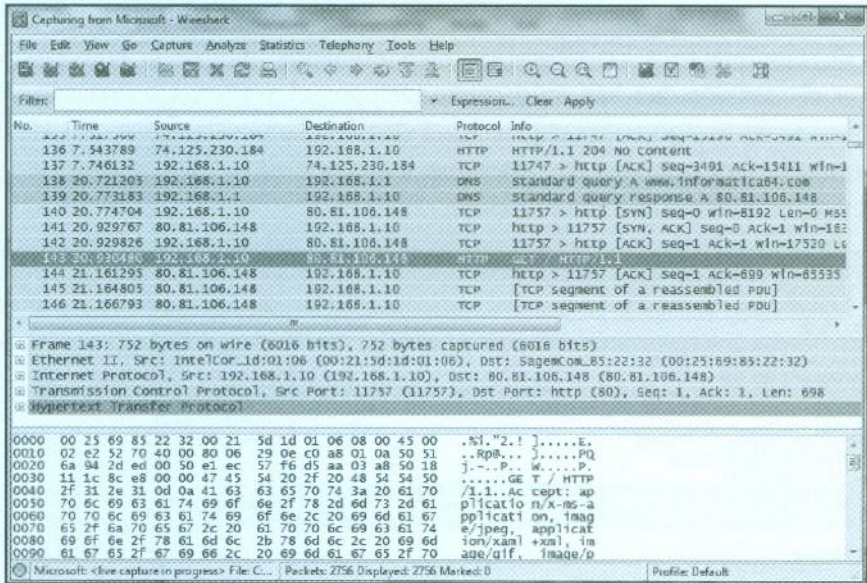 Capturing from Microsoft - Wireshark
File Edit View Go Capture Analyze Statistics Telephony Tools Help
Filter: Expression... Clear Apply
No. Time Source Destination Protocol Info
136 7.543789 74.125.230.184 192.168.1.10 HTTP HTTP/1.1 204 No Content
137 7.746132 192.168.1.10 74.125.230.184 TCP 11747 > http [ACK] Seq=3491 Ack=15411 Win=1
138 20.721205 192.168.1.10 192.168.1.1 DNS Standard query A www.informatica64.com
139 20.773183 192.168.1.1 192.168.1.10 DNS Standard query response A 80.81.106.148
140 20.774704 192.168.1.10 80.81.106.148 TCP 11757 > http [SYN] Seq=0 Win=8192 Len=0 MSS
141 20.929767 80.81.106.148 192.168.1.10 TCP http > 11757 [SYN, ACK] Seq=0 Ack=1 Win=163
142 20.929826 192.168.1.10 80.81.106.148 TCP 11757 > http [ACK] Seq=1 Ack=1 Win=17520 Le
143 20.930480 192.168.1.10 80.81.106.148 HTTP GET / HTTP/1.1
144 21.161295 80.81.106.148 192.168.1.10 TCP http > 11757 [ACK] Seq=1 Ack=699 Win=65535
145 21.164805 80.81.106.148 192.168.1.10 TCP [TCP segment of a reassembled PDU]
146 21.166793 80.81.106.148 192.168.1.10 TCP [TCP segment of a reassembled PDU]
Frame 143: 752 bytes on wire (6016 bits), 752 bytes captured (6016 bits)
Ethernet II, Src: IntelCor_1d:01:06 (00:21:5d:1d:01:06), Dst: SagemCom_85:22:32 (00:25:69:85:22:32)
Internet Protocol, Src: 192.168.1.10 (192.168.1.10), Dst: 80.81.106.148 (80.81.106.148)
Transmission Control Protocol, Src Port: 11757 (11757), Dst Port: http (80), Seq: 1, Ack: 1, Len: 698
Hypertext Transfer Protocol
0000 00 25 69 85 22 32 00 21 5d 1d 01 06 08 00 45 00 .%i."2.! ].....E.
0010 02 e2 52 70 40 00 80 06 29 0e c0 a8 01 0a 50 51 ..Rp@... ).....PQ
0020 6a 94 2d ed 00 50 e1 ec 57 f6 d5 aa 03 a8 50 18 j.-..P.. W.....P.
0030 11 1c 8c e8 00 00 47 45 54 20 2f 20 48 54 54 50 ......GE T / HTTP
0040 2f 31 2e 31 0d 0a 41 63 63 65 70 74 3a 20 61 70 /1.1..Ac cept: ap
0050 70 6c 69 63 61 74 69 6f 6e 2f 78 2d 6d 73 2d 61 plicatio n/x-ms-a
0060 70 70 6c 69 63 61 74 69 6f 6e 2c 20 69 6d 61 67 pplicati on, imag
0070 65 2f 6a 70 65 67 2c 20 61 70 70 6c 69 63 61 74 e/jpeg, applicat
0080 69 6f 6e 2f 78 61 6d 6c 2b 78 6d 6c 2c 20 69 6d ion/xaml +xml, im
0090 61 67 65 2f 67 69 66 2c 20 69 6d 61 67 65 2f 70 age/gif, image/p
Microsoft: <live capture in progress> File: C:... Packets: 2756 Displayed: 2756 Marked: 0 Profile: Default